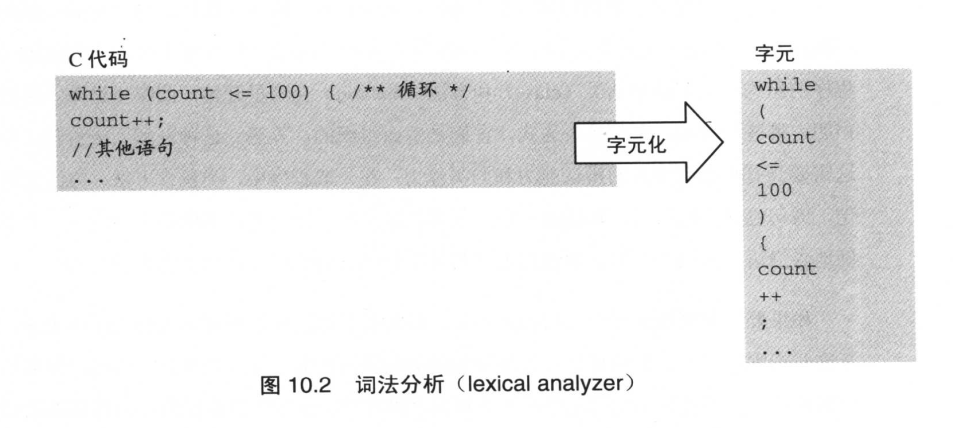 C代码
while (count <= 100) { /** 循环 */
count++;
//其他语句
...
字元化
字元
while
(
count
<=
100
)
{
count
++
;
...
图 10.2 词法分析（lexical analyzer）